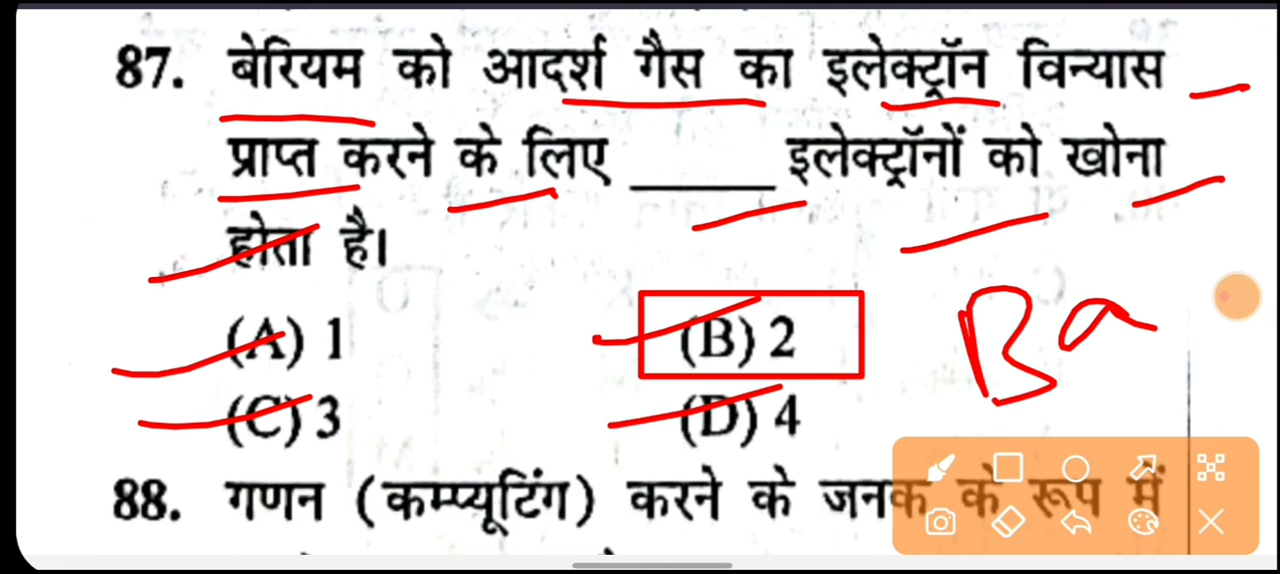 87. बेरियम को आदर्श गैस का इलेक्ट्रॉन विन्यास
प्राप्त करने के लिए ______ इलेक्ट्रॉनों को खोना
होता है।
(A) 1 (B) 2
Ba
(C) 3 (D) 4
88. गणन (कम्प्यूटिंग) करने के जनक के रूप में